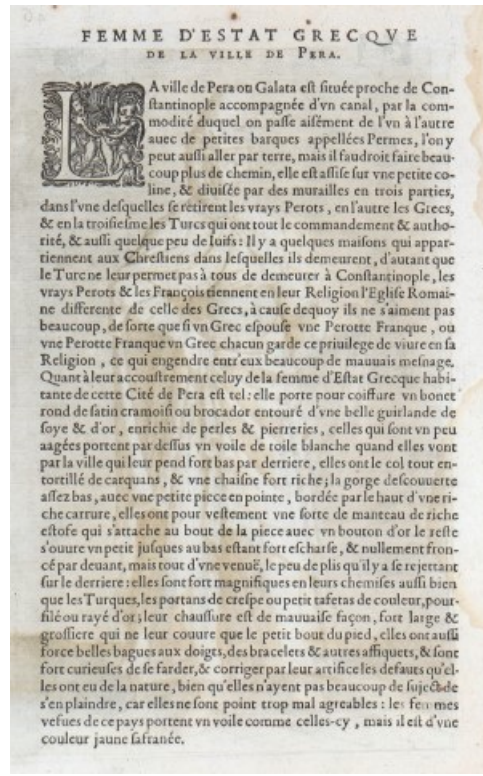 FEMME D'ESTAT GRECQVE
DE LA VILLE DE PERA.
LA ville de Pera ou Galata est située proche de Con-
stantinople accompagnée d'vn canal, par la com-
modité duquel on passe aisément de l'vn à l'autre
auec de petites barques appellées Permes, l'on y
peut aussi aller par terre, mais il faudroit faire beau-
coup plus de chemin, elle est assise sur vne petite co-
line, & diuisée par des murailles en trois parties,
dans l'vne desquelles se retirent les vrays Perots, en l'autre les Grecs,
& en la troisiesme les Turcs qui ont tout le commandement & autho-
rité, & aussi quelque peu de Iuifs: Il y a quelques maisons qui appar-
tiennent aux Chrestiens dans lesquelles ils demeurent, d'autant que
le Turc ne leur permet pas à tous de demeurer à Constantinople, les
vrays Perots & les François tiennent en leur Religion l'Eglise Romai-
ne differente de celle des Grecs, à cause dequoy ils ne s'aiment pas
beaucoup, de sorte que si vn Grec espouse vne Perotte Franque, ou
vne Perotte Franque vn Grec chacun garde ce priuilege de viure en sa
Religion, ce qui engendre entr'eux beaucoup de mauuais mesnage.
Quant à leur accoustrement celuy de la femme d'Estat Grecque habi-
tante de cette Cité de Pera est tel: elle porte pour coiffure vn bonet
rond de satin cramoisi ou brocador entouré d'vne belle guirlande de
soye & d'or, enrichie de perles & pierreries, celles qui sont vn peu
aagées portent par dessus vn voile de toile blanche quand elles vont
par la ville qui leur pend fort bas par derriere, elles ont le col tout en-
tortillé de carquans, & vne chaisne fort riche; la gorge descouuerte
assez bas, auec vne petite piece en pointe, bordée par le haut d'vne ri-
che carrure, elles ont pour vestement vne sorte de manteau de riche
estofe qui s'attache au bout de la piece auec vn bouton d'or le reste
s'ouure vn petit jusques au bas estant fort escharse, & nullement fron-
cé par deuant, mais tout d'vne venuë, le peu de plis qu'il y a se rejettant
sur le derriere: elles sont fort magnifiques en leurs chemises aussi bien
que les Turques, les portans de crespe ou petit tafetas de couleur, pour-
filé ou rayé d'or; leur chaussure est de mauuaise façon, fort large &
grossiere qui ne leur couure que le petit bout du pied, elles ont aussi
force belles bagues aux doigts, des bracelets & autres affiquets, & sont
fort curieuses de se farder, & corriger par leur artifice les defauts qu'el-
les ont eu de la nature, bien qu'elles n'ayent pas beaucoup de sujećt de
s'en plaindre, car elles ne sont point trop mal agreables: les femmes
vefues de ce pays portent vn voile comme celles-cy, mais il est d'vne
couleur jaune safranée.